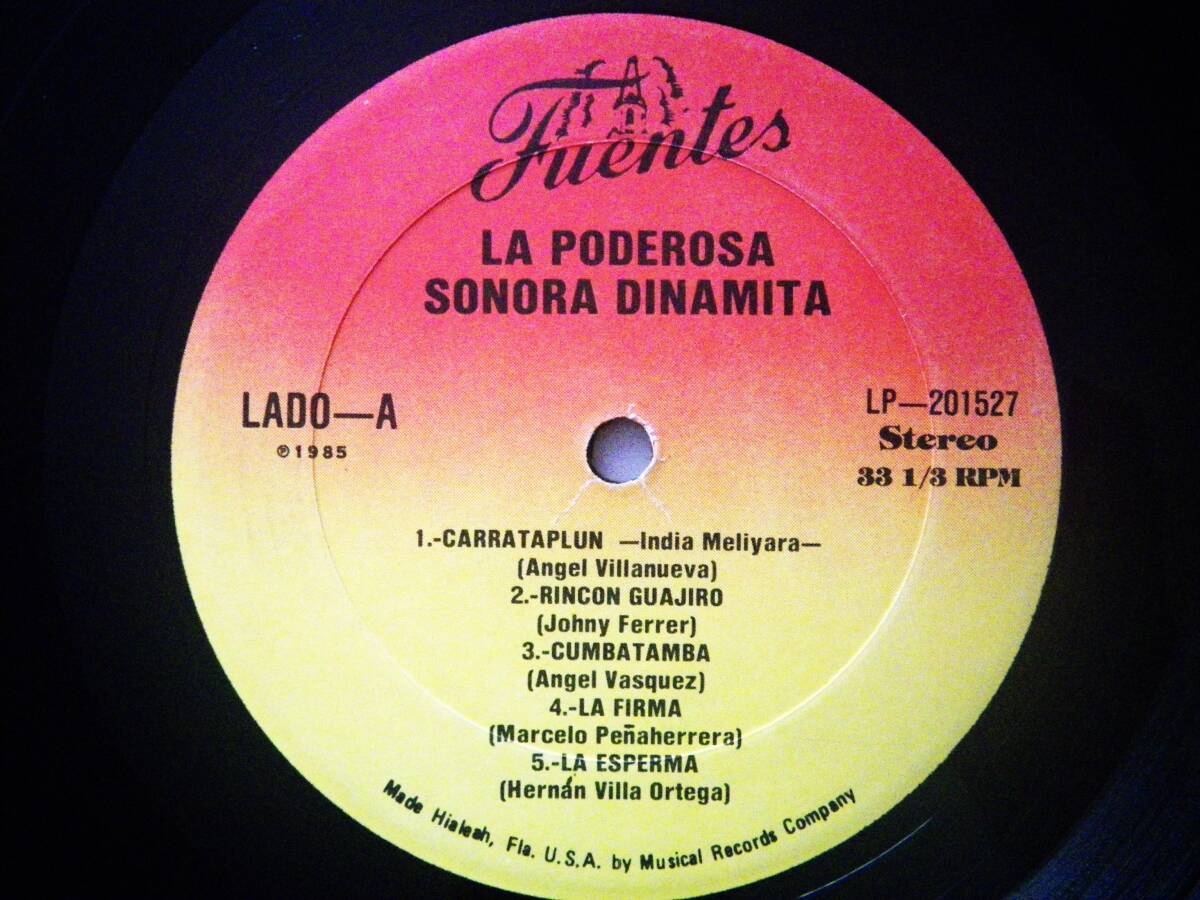 Fuentes
LA PODEROSA
SONORA DINAMITA
LADO—A
℗1985
LP—201527
Stereo
33 1/3 RPM
1.-CARRATAPLUN —India Meliyara—
(Angel Villanueva)
2.-RINCON GUAJIRO
(Johny Ferrer)
3.-CUMBATAMBA
(Angel Vasquez)
4.-LA FIRMA
(Marcelo Peñaherrera)
5.-LA ESPERMA
(Hernán Villa Ortega)
Made Hialeah, Fla. U.S.A. by Musical Records Company